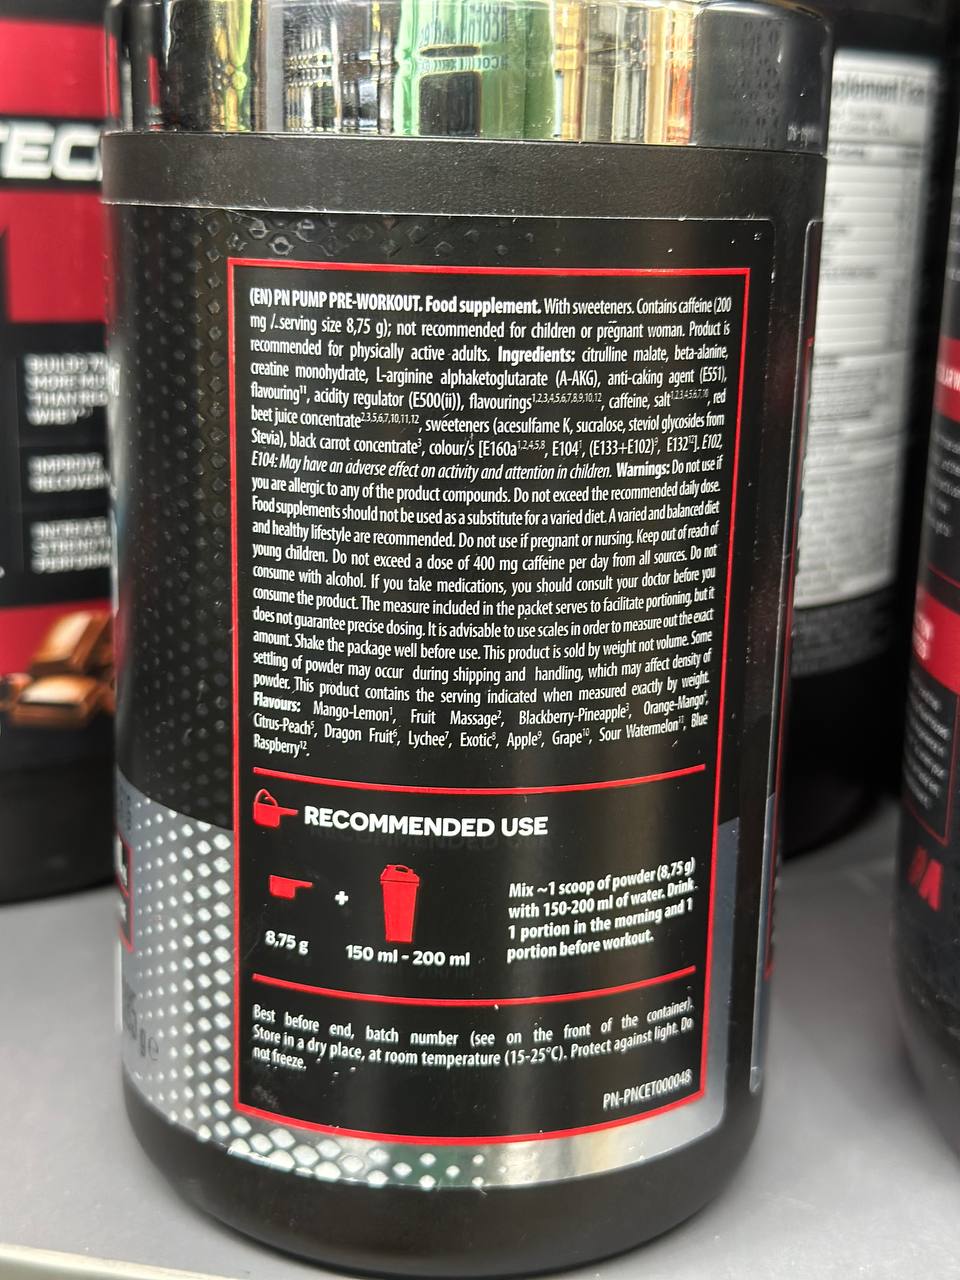 TEC
BUILDS
MORE MU
THAN REG
WHEY
IMPROV
RECOVER
INCREAS
STRENGT
PERFORM
(EN) PN PUMP PRE-WORKOUT. Food supplement. With sweeteners. Contains caffeine (200
mg /-serving size 8,75 g); not recommended for children or pregnant woman. Product is
recommended for physically active adults. Ingredients: citrulline malate, beta-alanine,
creatine monohydrate, L-arginine alphaketoglutarate (A-AKG), anti-caking agent (E551),
flavouring¹¹, acidity regulator (E500(ii)), flavourings¹,²,³,⁴,⁵,⁶,⁷,⁸,⁹,¹⁰,¹², caffeine, salt¹,²,³,⁴,⁵,⁶,⁷,¹⁰, red
beet juice concentrate²,³,⁵,⁶,⁷,¹⁰,¹¹,¹², sweeteners (acesulfame K, sucralose, steviol glycosides from
Stevia), black carrot concentrate³, colour/s [E160a¹,²,⁴,⁵,⁸, E104¹, (E133+E102)⁹, E132¹²]. E102,
E104: May have an adverse effect on activity and attention in children. Warnings: Do not use if
you are allergic to any of the product compounds. Do not exceed the recommended daily dose.
Food supplements should not be used as a substitute for a varied diet. A varied and balanced diet
and healthy lifestyle are recommended. Do not use if pregnant or nursing. Keep out of reach of
young children. Do not exceed a dose of 400 mg caffeine per day from all sources. Do not
consume with alcohol. If you take medications, you should consult your doctor before you
consume the product. The measure included in the packet serves to facilitate portioning, but it
does not guarantee precise dosing. It is advisable to use scales in order to measure out the exact
amount. Shake the package well before use. This product is sold by weight not volume. Some
settling of powder may occur during shipping and handling, which may affect density of
powder. This product contains the serving indicated when measured exactly by weight.
Flavours: Mango-Lemon¹, Fruit Massage², Blackberry-Pineapple³, Orange-Mango⁴,
Citrus-Peach⁵, Dragon Fruit⁶, Lychee⁷, Exotic⁸, Apple⁹, Grape¹⁰, Sour Watermelon¹¹, Blue
Raspberry¹².
RECOMMENDED USE
+
8,75 g
150 ml - 200 ml
Mix ~1 scoop of powder (8,75 g)
with 150-200 ml of water. Drink
1 portion in the morning and 1
portion before workout.
Best before end, batch number (see on the front of the container).
Store in a dry place, at room temperature (15-25°C). Protect against light. Do
not freeze.
PN-PNCET000048